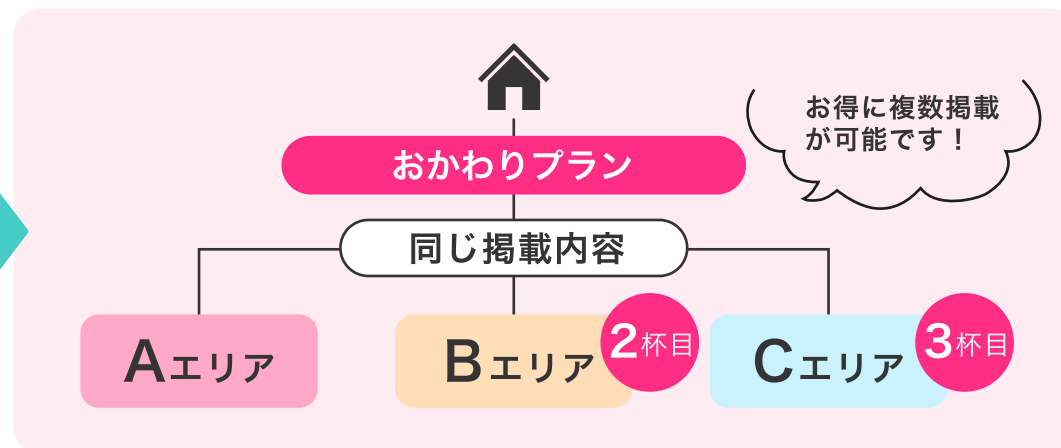 お得に複数掲載
が可能です！
おかわりプラン
同じ掲載内容
Aエリア
Bエリア
2杯目
Cエリア
3杯目